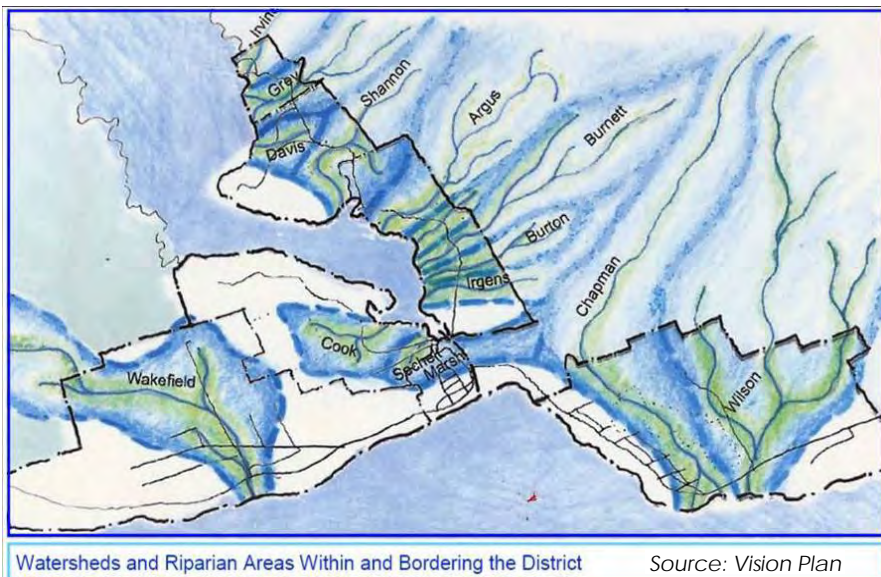 Irvine
Grey
Shannon
Argus
Davis
Burnett
Burton
Irgens
Chapman
Cook
Sechelt
Marsh
Wakefield
Wilson
Watersheds and Riparian Areas Within and Bordering the District
Source: Vision Plan